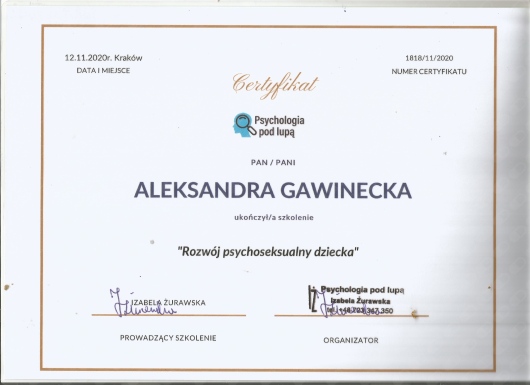 12.11.2020r. Kraków
DATA I MIEJSCE
1818/11/2020
NUMER CERTYFIKATU
Certyfikat
Psychologia
pod lupą
PAN / PANI
ALEKSANDRA GAWINECKA
ukończył/a szkolenie
"Rozwój psychoseksualny dziecka"
IZABELA ŻURAWSKA
PROWADZĄCY SZKOLENIE
Psychologia pod lupą
Izabela Żurawska
ORGANIZATOR